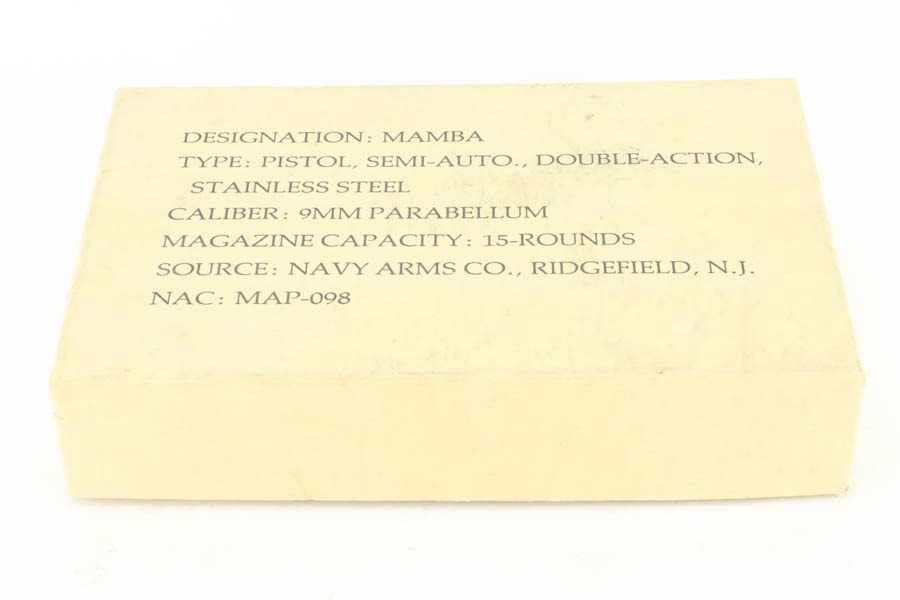 DESIGNATION: MAMBA
TYPE: PISTOL, SEMI-AUTO., DOUBLE-ACTION,
STAINLESS STEEL
CALIBER: 9MM PARABELLUM
MAGAZINE CAPACITY: 15-ROUNDS
SOURCE: NAVY ARMS CO., RIDGEFIELD, N.J.
NAC: MAP-098